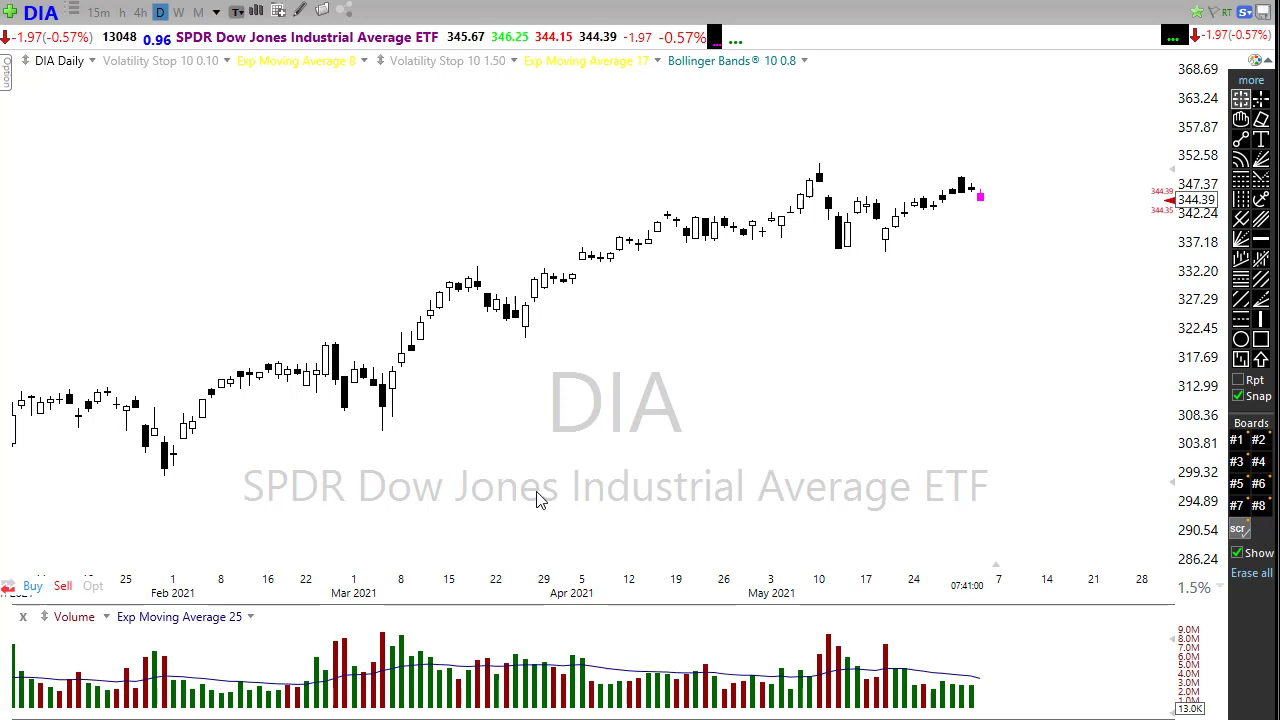 DIA 15m h 4h D W M T RT S
-1.97(-0.57%) 13048 0.96 SPDR Dow Jones Industrial Average ETF 345.67 346.25 344.15 344.39 -1.97 -0.57% ... ... -1.97(-0.57%)
Option
DIA Daily Volatility Stop 10 0.10 Exp Moving Average 8 Volatility Stop 10 1.50 Exp Moving Average 17 Bollinger Bands® 10 0.8
368.69
363.24
357.87
352.58
347.37
344.39
344.39
344.35
342.24
337.18
332.20
327.29
322.45
317.69
312.99
308.36
303.81
299.32
294.89
290.54
286.24
more
T
Rpt
Snap
Boards
#1 #2
#3 #4
#5 #6
#7 #8
scr
Show
Erase all
DIA
SPDR Dow Jones Industrial Average ETF
25 1 8 16 22 1 8 15 22 29 5 12 19 26 3 10 17 24 07:41:00 7 14 21 28
Feb 2021 Mar 2021 Apr 2021 May 2021
Buy Sell Opt
1.5%
X Volume Exp Moving Average 25
9.0M
8.0M
7.0M
6.0M
5.0M
4.0M
3.0M
2.0M
1.0M
13.0K